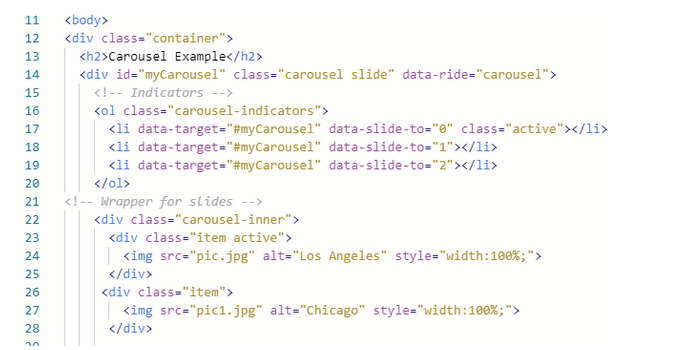 11 <body>
12 <div class="container">
13 <h2>Carousel Example</h2>
14 <div id="myCarousel" class="carousel slide" data-ride="carousel">
15 <!-- Indicators -->
16 <ol class="carousel-indicators">
17 <li data-target="#myCarousel" data-slide-to="0" class="active"></li>
18 <li data-target="#myCarousel" data-slide-to="1"></li>
19 <li data-target="#myCarousel" data-slide-to="2"></li>
20 </ol>
21 <!-- Wrapper for slides -->
22 <div class="carousel-inner">
23 <div class="item active">
24 <img src="pic.jpg" alt="Los Angeles" style="width:100%;">
25 </div>
26 <div class="item">
27 <img src="pic1.jpg" alt="Chicago" style="width:100%;">
28 </div>